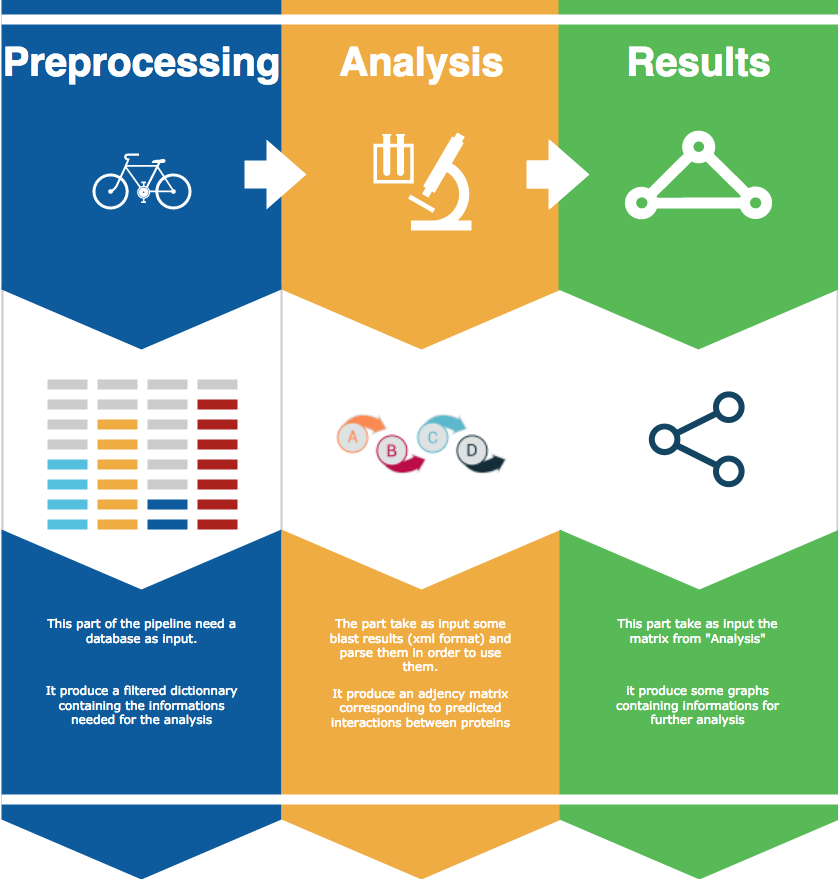 Preprocessing
Analysis
Results
A
B
C
D
This part of the pipeline need a
database as input.
It produce a filtered dictionnary
containing the informations
needed for the analysis
The part take as input some
blast results (xml format) and
parse them in order to use
them.
It produce an adjency matrix
corresponding to predicted
interactions between proteins
This part take as input the
matrix from "Analysis"
it produce some graphs
containing informations for
further analysis